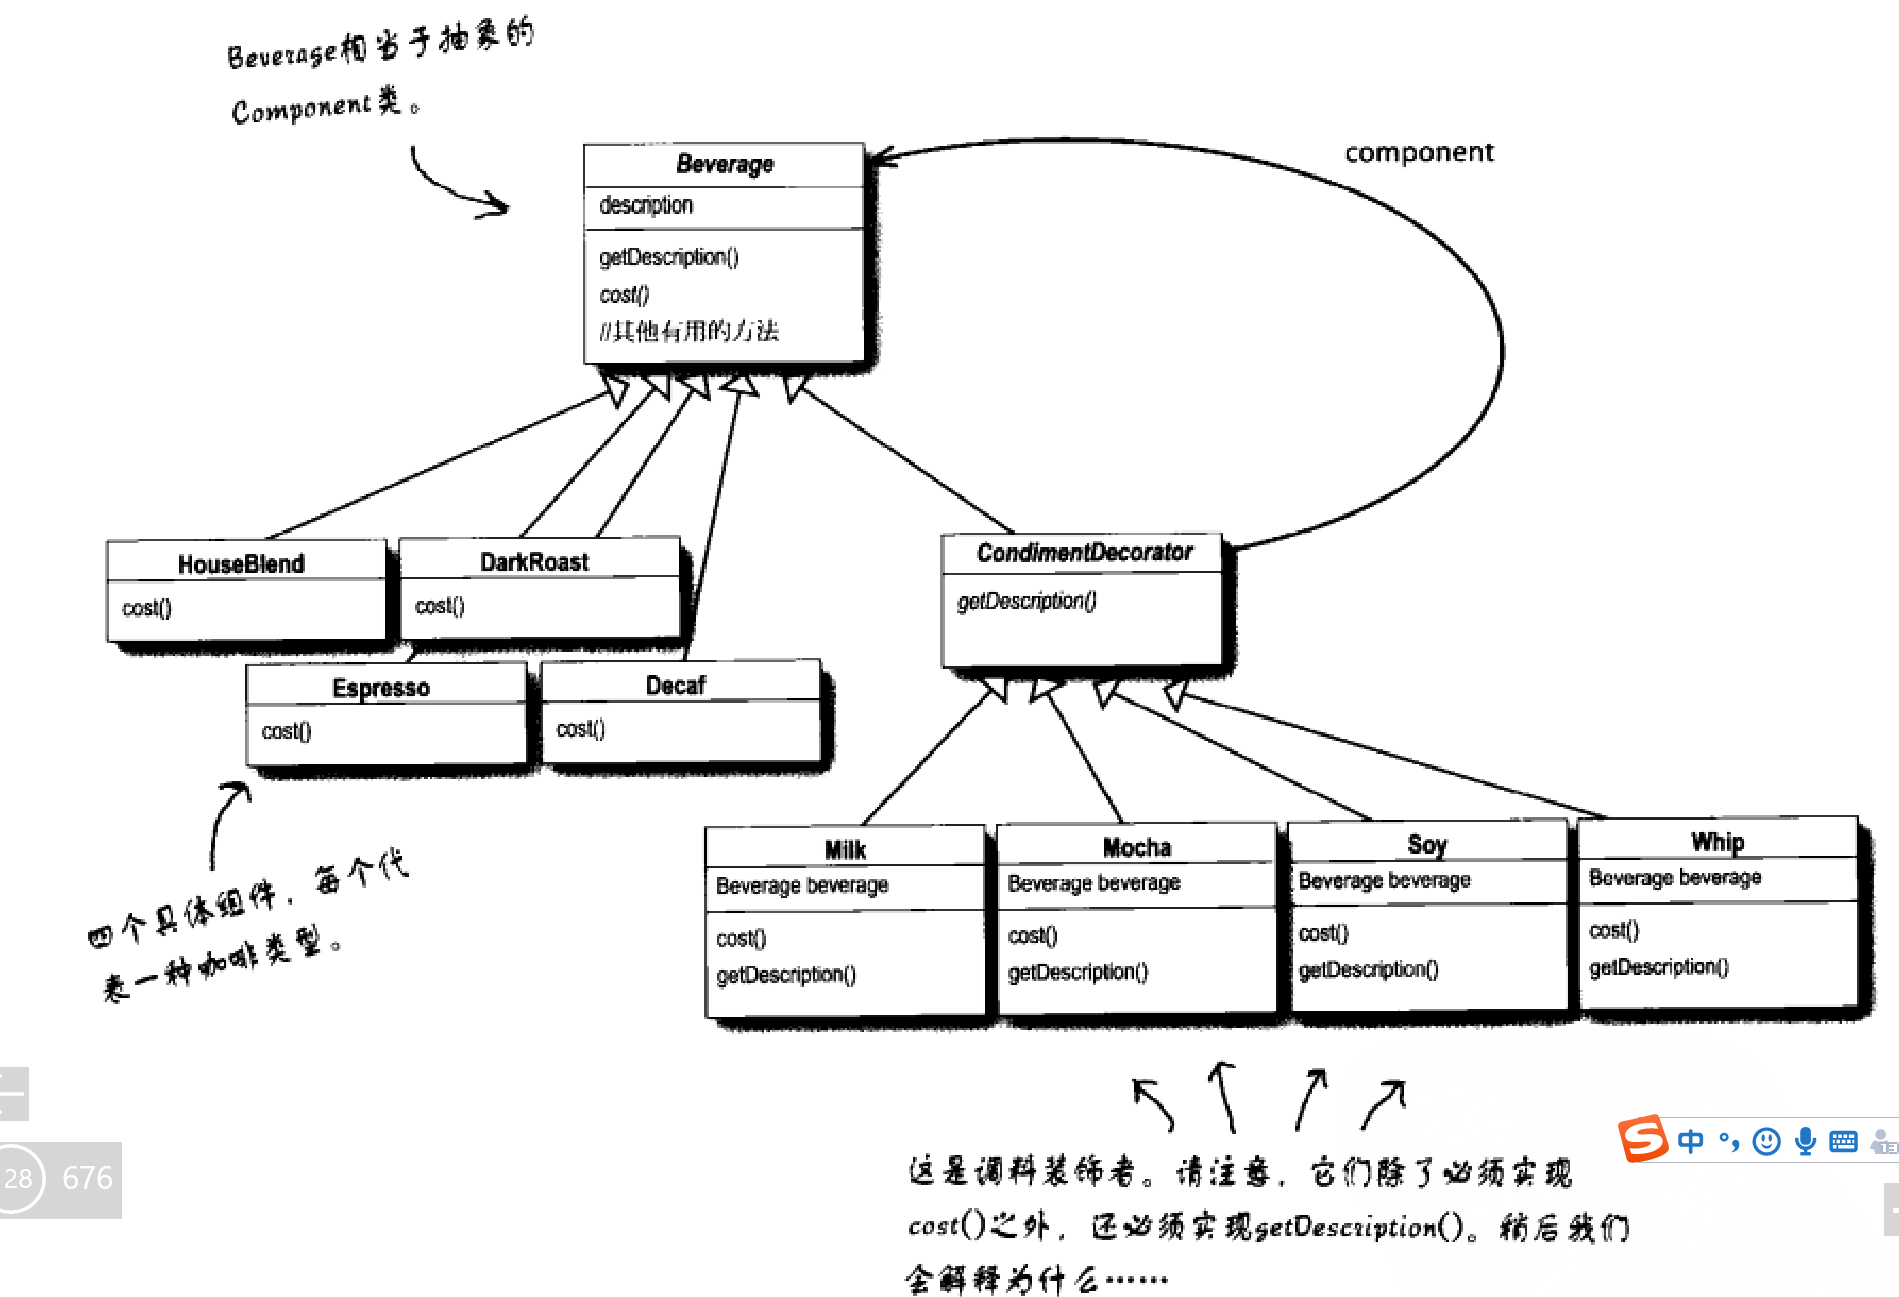 Beverage相当于抽象的
Component类。
component
Beverage
description
getDescription()
cost()
//其他有用的方法
HouseBlend
cost()
DarkRoast
cost()
CondimentDecorator
getDescription()
Espresso
cost()
Decaf
cost()
四个具体组件，每个代
表一种咖啡类型。
Milk
Beverage beverage
cost()
getDescription()
Mocha
Beverage beverage
cost()
getDescription()
Soy
Beverage beverage
cost()
getDescription()
Whip
Beverage beverage
cost()
getDescription()
这是调料装饰者。请注意，它们除了必须实现
cost()之外，还必须实现getDescription()。稍后我们
会解释为什么……
28 676
S 中